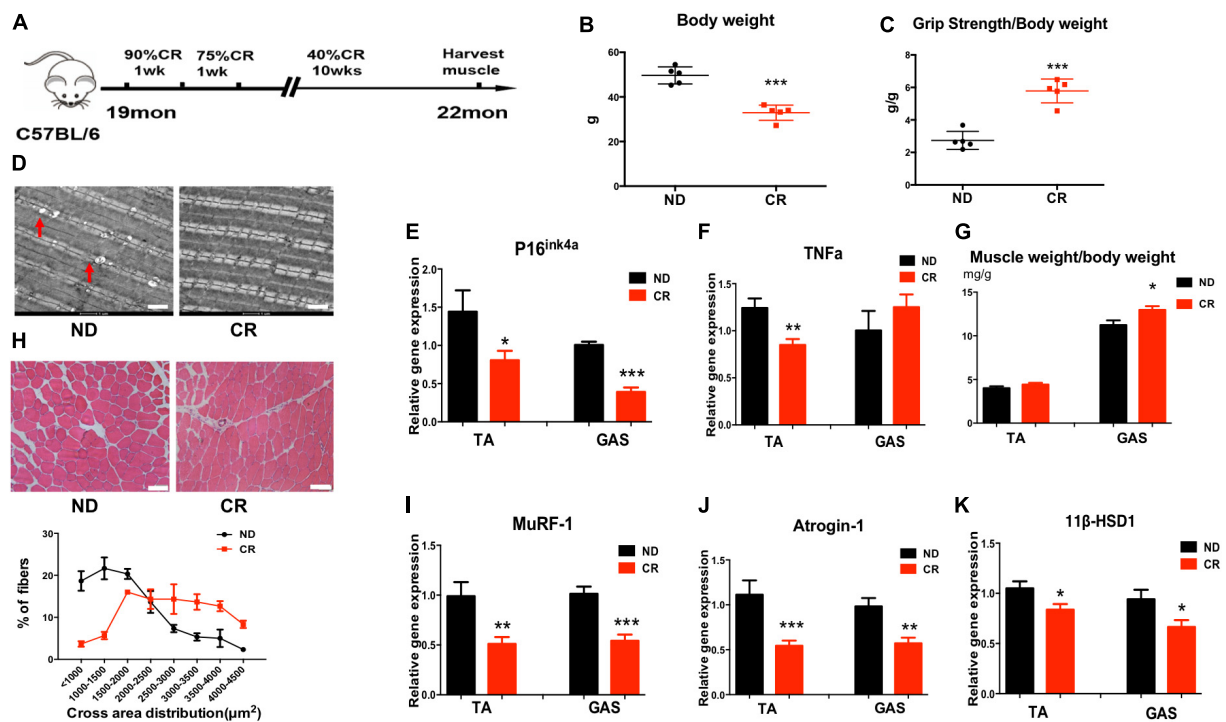 A
90%CR 75%CR 40%CR Harvest
1wk 1wk 10wks muscle
19mon 22mon
C57BL/6
B
Body weight
g
60
40
20
0
***
ND CR
C
Grip Strength/Body weight
g/g
8
6
4
2
0
***
ND CR
D
ND CR
E
P16ink4a
Relative gene expression
2.0
1.5
1.0
0.5
0.0
ND
CR
*
***
TA GAS
F
TNFa
Relative gene expression
1.5
1.0
0.5
0.0
ND
CR
**
TA GAS
G
Muscle weight/body weight
mg/g
15
10
5
0
ND
CR
*
TA GAS
H
ND CR
% of fibers
30
20
10
0
ND
CR
<1000
1000-1500
1500-2000
2000-2500
2500-3000
3000-3500
3500-4000
4000-4500
Cross area distribution(µm2)
I
MuRF-1
Relative gene expression
1.5
1.0
0.5
0.0
ND
CR
**
***
TA GAS
J
Atrogin-1
Relative gene expression
1.5
1.0
0.5
0.0
ND
CR
***
**
TA GAS
K
11β-HSD1
Relative gene expression
1.5
1.0
0.5
0.0
ND
CR
*
*
TA GAS